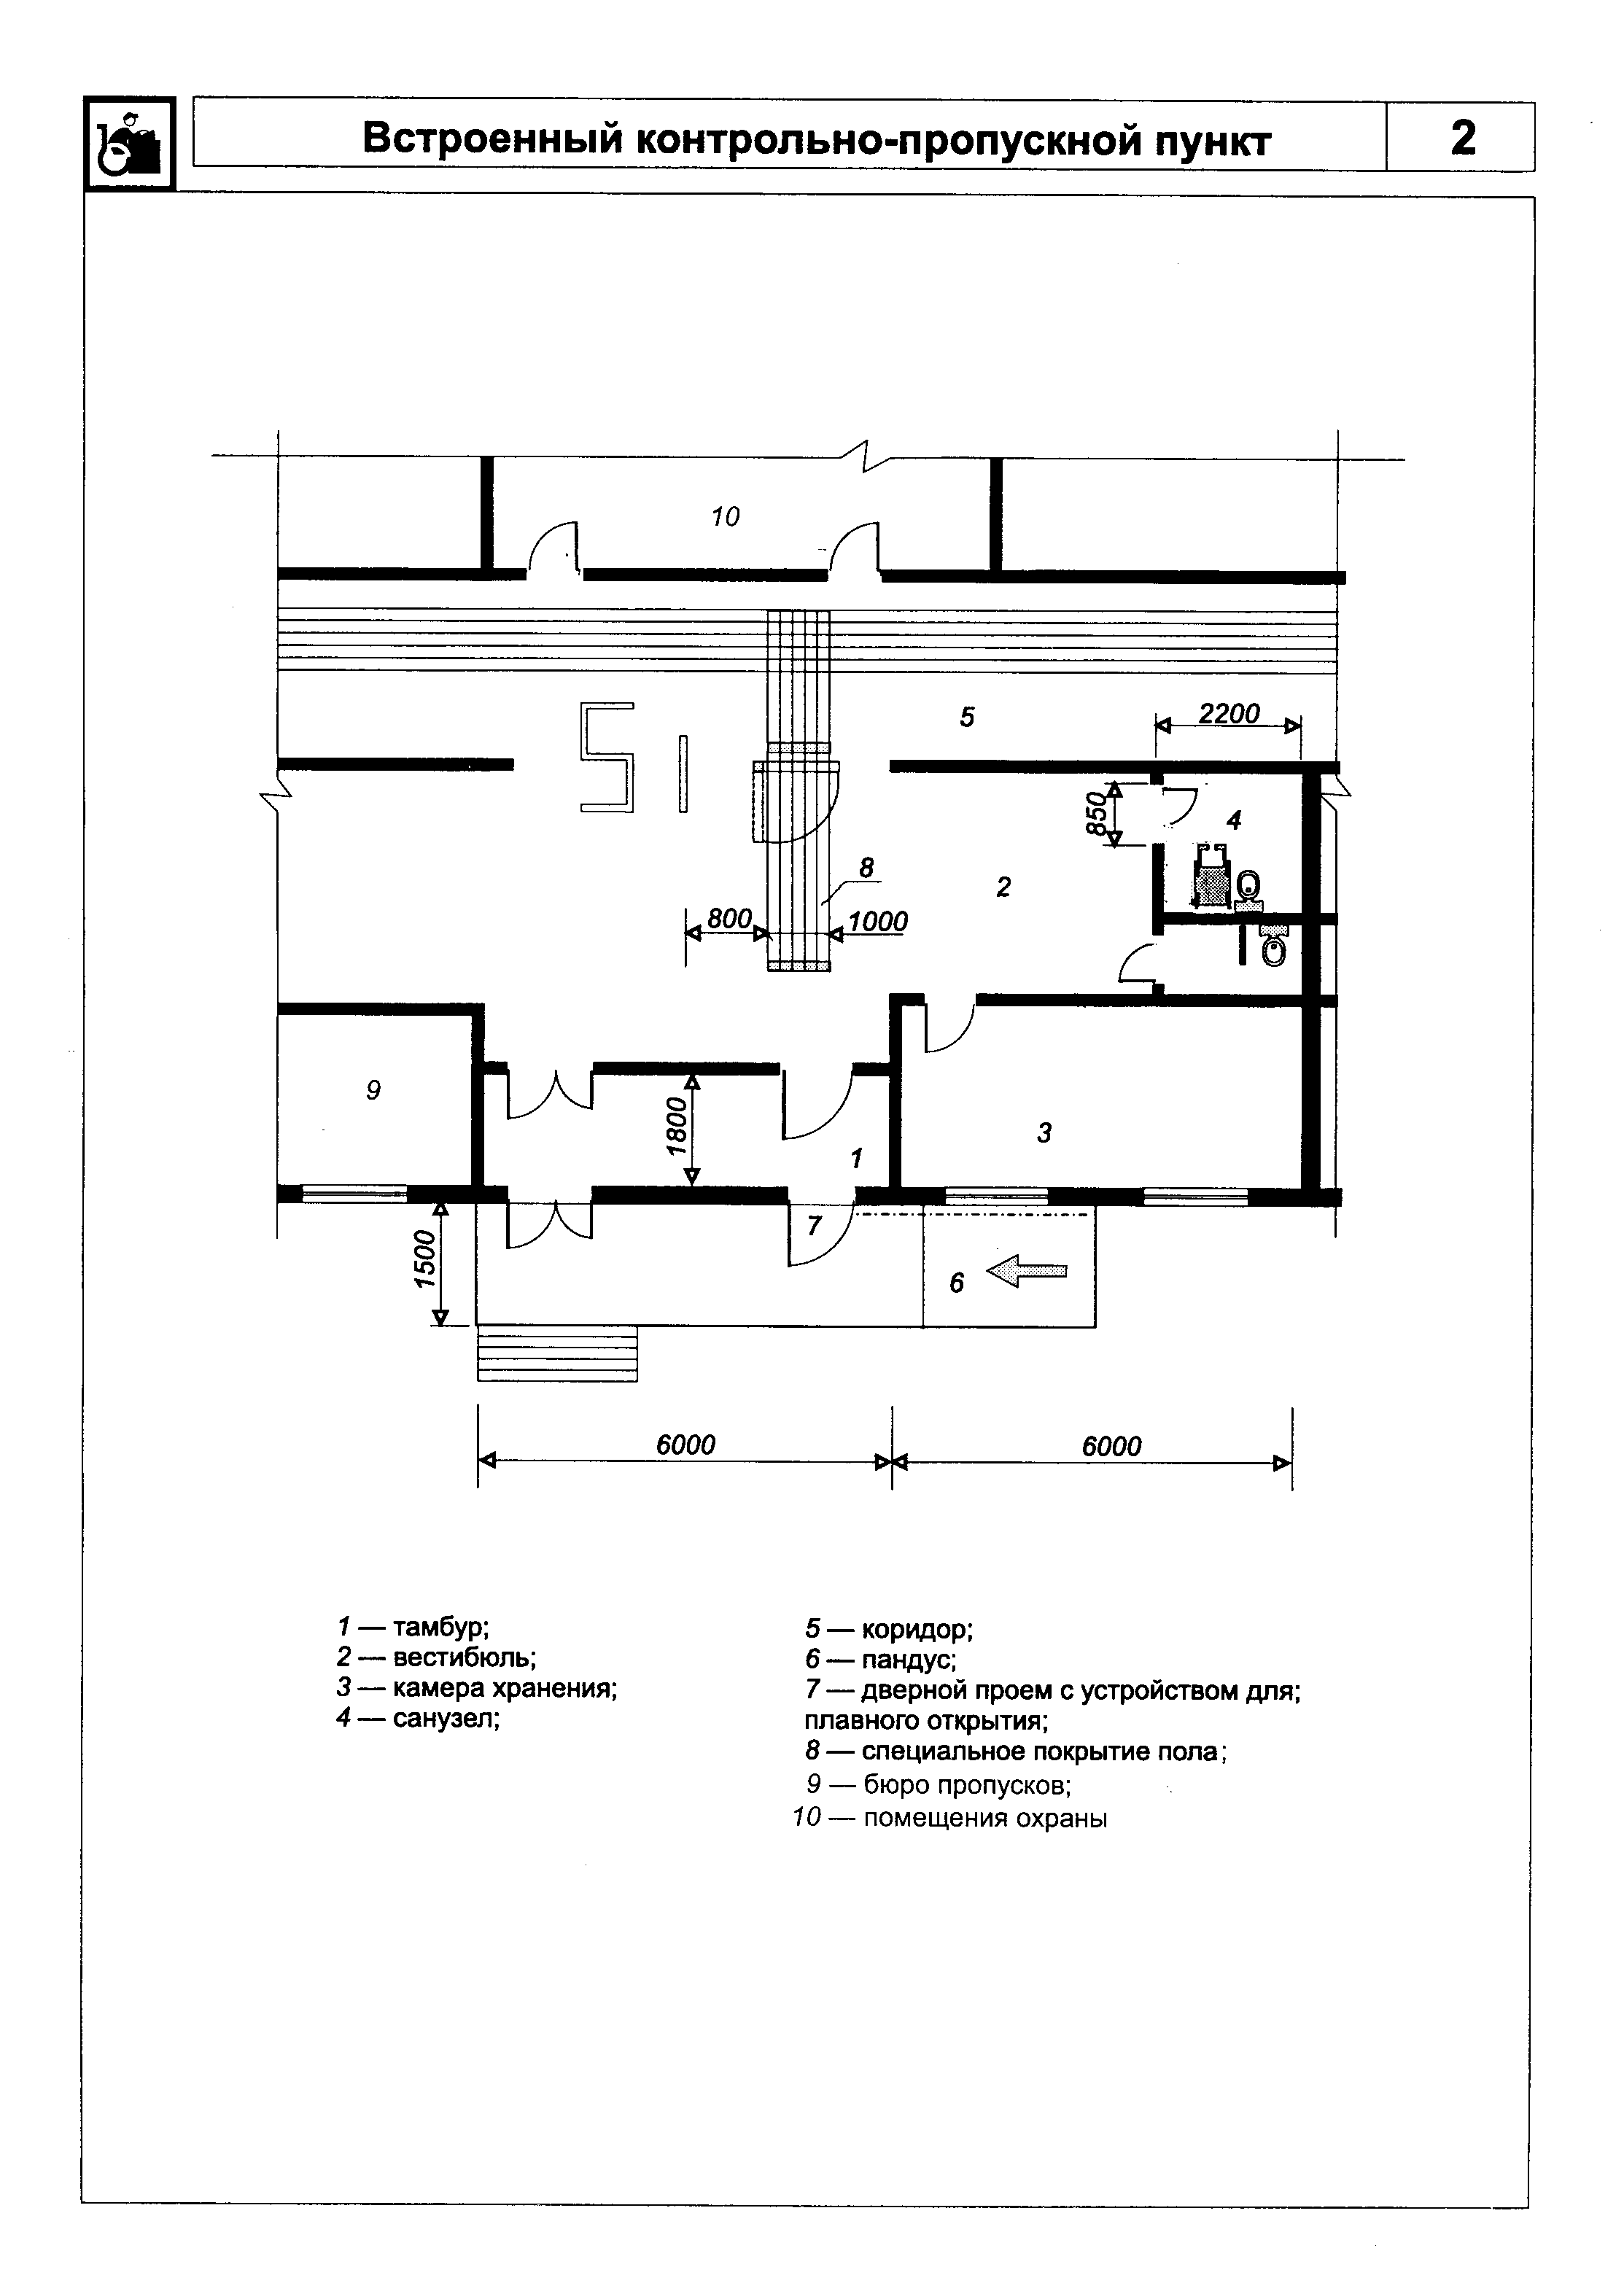 Встроенный контрольно-пропускной пункт
2
10
5
2200
850
4
8
2
800
1000
9
1800
3
1
7
1500
6
6000
6000
1 — тамбур;
2 — вестибюль;
3 — камера хранения;
4 — санузел;
5 — коридор;
6 — пандус;
7 — дверной проем с устройством для;
плавного открытия;
8 — специальное покрытие пола;
9 — бюро пропусков;
10 — помещения охраны